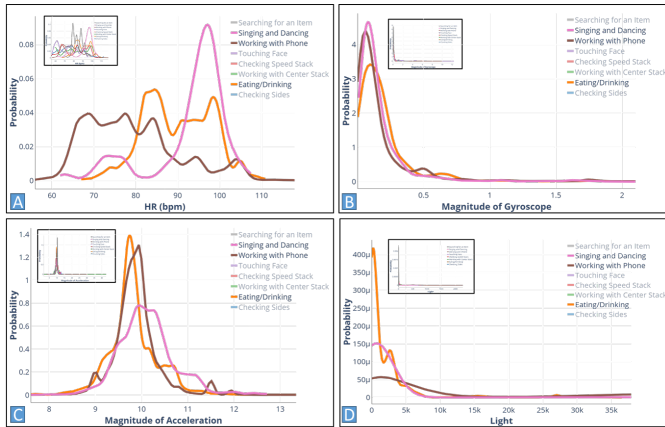 Searching for an Item
Singing and Dancing
Working with Phone
Touching Face
Checking Speed Stack
Working with Center Stack
Eating/Drinking
Checking Sides
Probability
0.08
0.06
0.04
0.02
0
60
70
80
90
100
110
HR (bpm)
A
Searching for an Item
Singing and Dancing
Working with Phone
Touching Face
Checking Speed Stack
Working with Center Stack
Eating/Drinking
Checking Sides
Probability
4
3
2
1
0
0.5
1
1.5
2
Magnitude of Gyroscope
B
Searching for an Item
Singing and Dancing
Working with Phone
Touching Face
Checking Speed Stack
Working with Center Stack
Eating/Drinking
Checking Sides
Probability
1.4
1.2
1
0.8
0.6
0.4
0.2
0
8
9
10
11
12
13
Magnitude of Acceleration
C
Searching for an Item
Singing and Dancing
Working with Phone
Touching Face
Checking Speed Stack
Working with Center Stack
Eating/Drinking
Checking Sides
Probability
400μ
350μ
300μ
250μ
200μ
150μ
100μ
50μ
0
0
5k
10k
15k
20k
25k
30k
35k
Light
D